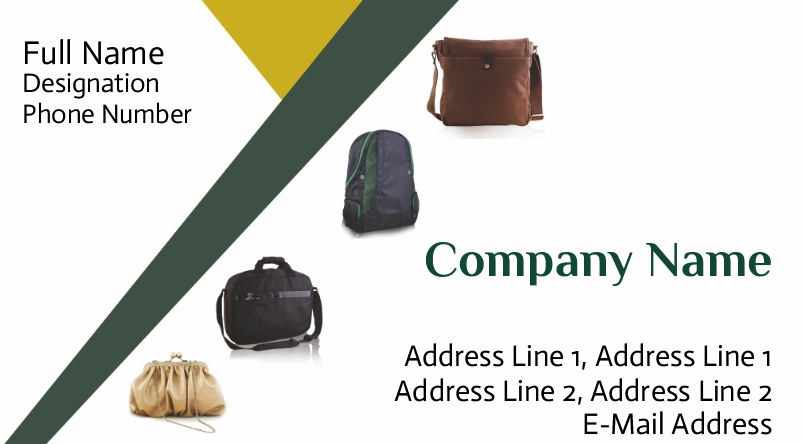 Full Name
Designation
Phone Number
Company Name
Address Line 1, Address Line 1
Address Line 2, Address Line 2
E-Mail Address